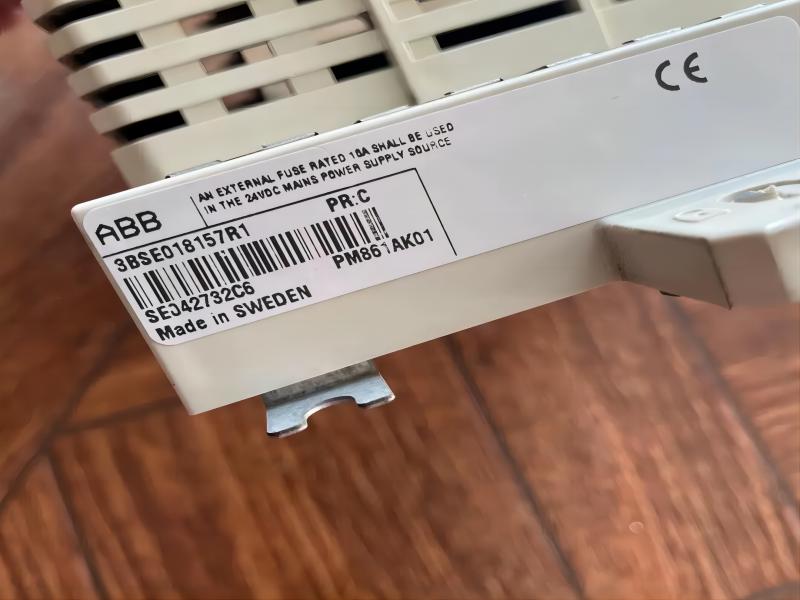 CE
ABB
AN EXTERNAL FUSE RATED 10A SHALL BE USED
IN THE 24VDC MAINS POWER SUPPLY SOURCE
PR:C
3BSE018157R1
PM861AK01
Made in SWEDEN